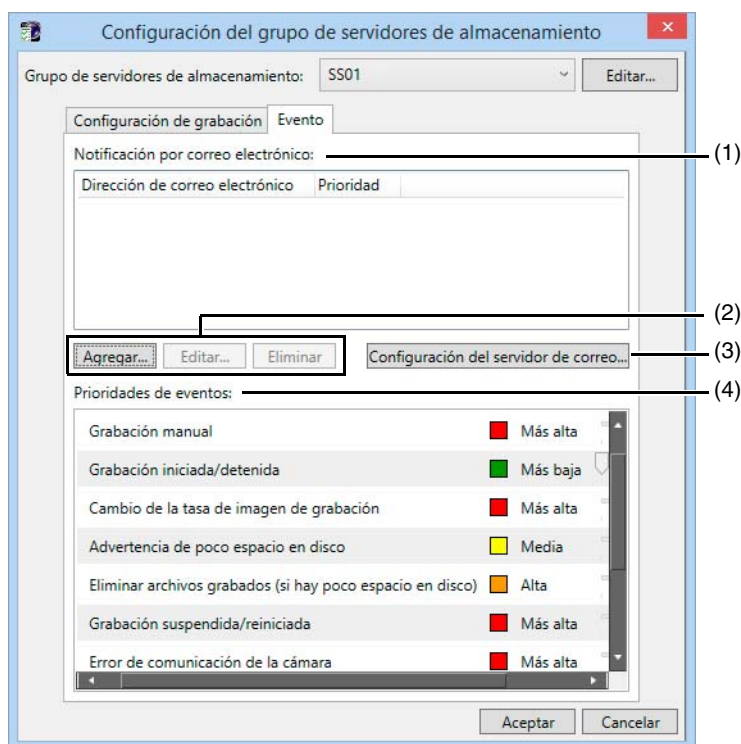 Configuración del grupo de servidores de almacenamiento
Grupo de servidores de almacenamiento: SS01 Editar...
Configuración de grabación Evento
Notificación por correo electrónico: (1)
Dirección de correo electrónico Prioridad
(2)
Agregar... Editar... Eliminar Configuración del servidor de correo... (3)
Prioridades de eventos: (4)
Grabación manual Más alta
Grabación iniciada/detenida Más baja
Cambio de la tasa de imagen de grabación Más alta
Advertencia de poco espacio en disco Media
Eliminar archivos grabados (si hay poco espacio en disco) Alta
Grabación suspendida/reiniciada Más alta
Error de comunicación de la cámara Más alta
Aceptar Cancelar